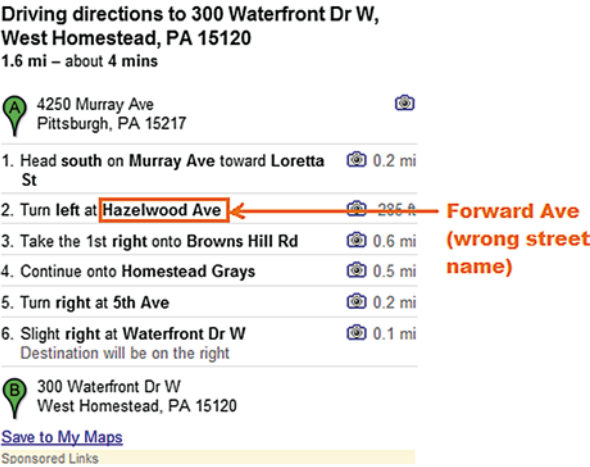 Driving directions to 300 Waterfront Dr W,
West Homestead, PA 15120
1.6 mi – about 4 mins
A
4250 Murray Ave
Pittsburgh, PA 15217
1. Head south on Murray Ave toward Loretta St 0.2 mi
2. Turn left at Hazelwood Ave 285 ft
Forward Ave
(wrong street
name)
3. Take the 1st right onto Browns Hill Rd 0.6 mi
4. Continue onto Homestead Grays 0.5 mi
5. Turn right at 5th Ave 0.2 mi
6. Slight right at Waterfront Dr W 0.1 mi
Destination will be on the right
B
300 Waterfront Dr W
West Homestead, PA 15120
Save to My Maps
Sponsored Links